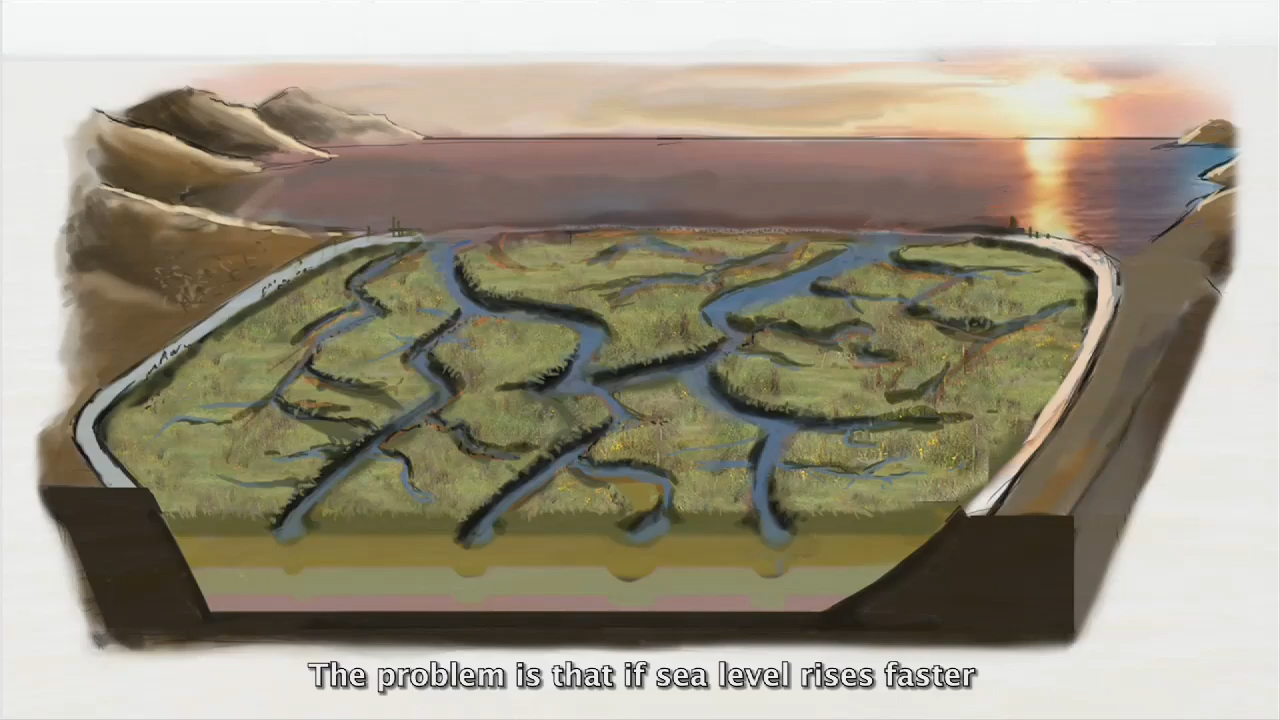 The problem is that if sea level rises faster